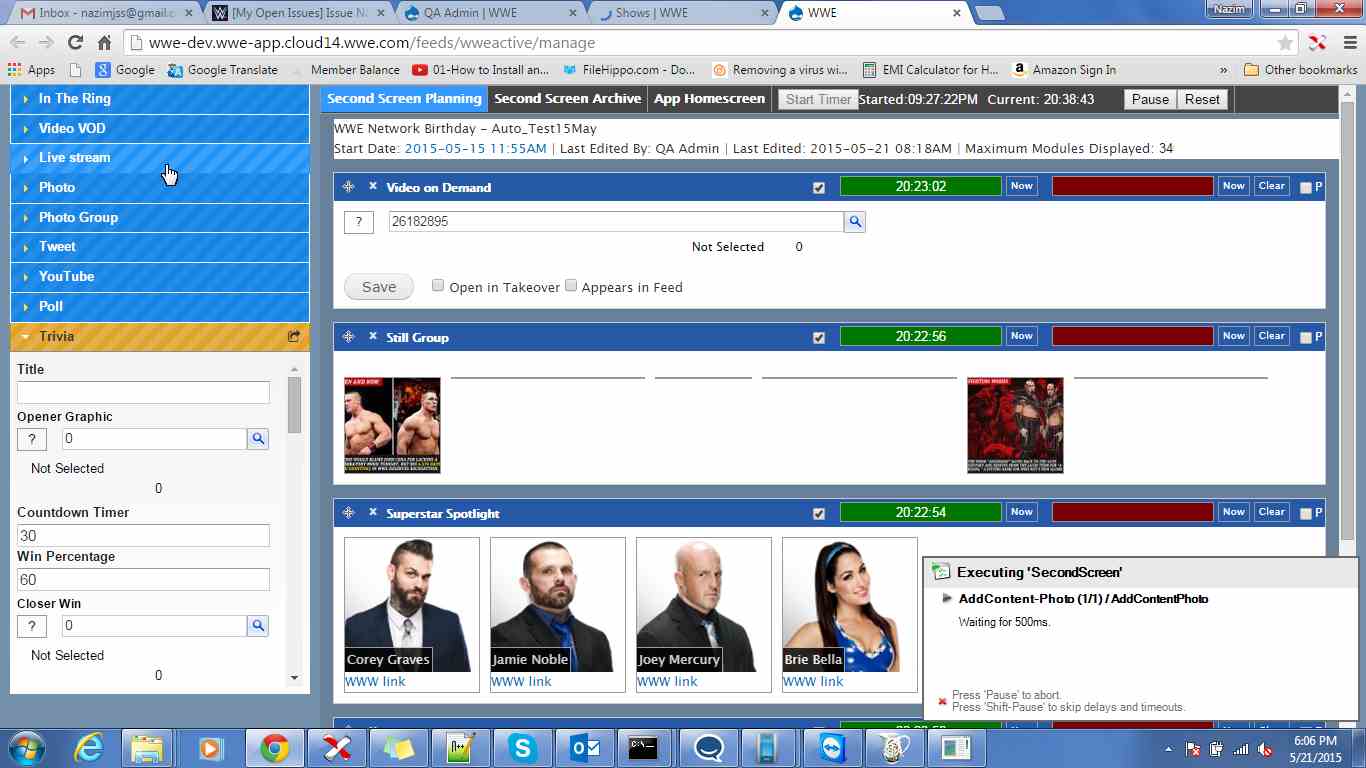 Inbox - nazimjss@gmail.c
[My Open Issues] Issue Na
QA Admin | WWE
Shows | WWE
WWE
Nazim
wwe-dev.wwe-app.cloud14.wwe.com/feeds/wweactive/manage
Apps
Google
Google Translate
Member Balance
01-How to Install an...
FileHippo.com - Do...
Removing a virus wi...
EMI Calculator for H...
Amazon Sign In
»
Other bookmarks
In The Ring
Video VOD
Live stream
Photo
Photo Group
Tweet
YouTube
Poll
Trivia
Title
Opener Graphic
? 0
Not Selected
0
Countdown Timer
30
Win Percentage
60
Closer Win
? 0
Not Selected
0
Second Screen Planning Second Screen Archive App Homescreen Start Timer Started:09:27:22PM Current: 20:38:43 Pause Reset
WWE Network Birthday - Auto_Test15May
Start Date: 2015-05-15 11:55AM | Last Edited By: QA Admin | Last Edited: 2015-05-21 08:18AM | Maximum Modules Displayed: 34
Video on Demand 20:23:02 Now Now Clear P
? 26182895
Not Selected 0
Save Open in Takeover Appears in Feed
Still Group 20:22:56 Now Now Clear P
Superstar Spotlight 20:22:54 Now Now Clear P
Corey Graves Jamie Noble Joey Mercury Brie Bella
WWW link WWW link WWW link WWW link
Executing 'SecondScreen'
AddContent-Photo (1/1) / AddContentPhoto
Waiting for 500ms.
Press 'Pause' to abort.
Press 'Shift-Pause' to skip delays and timeouts.
6:06 PM
5/21/2015